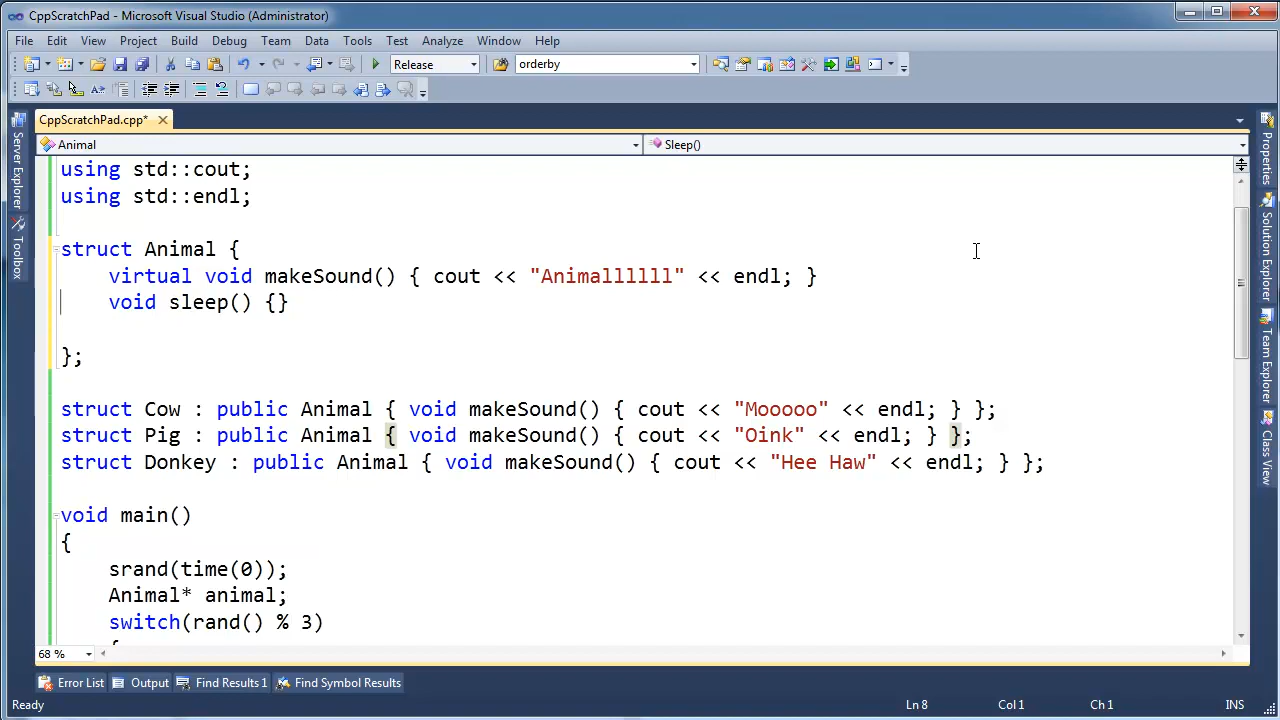 CppScratchPad - Microsoft Visual Studio (Administrator)
File Edit View Project Build Debug Team Data Tools Test Analyze Window Help
Release orderby
CppScratchPad.cpp*
Animal Sleep()
using std::cout;
using std::endl;
struct Animal {
virtual void makeSound() { cout << "Animallllll" << endl; }
void sleep() {}
};
struct Cow : public Animal { void makeSound() { cout << "Mooooo" << endl; } };
struct Pig : public Animal { void makeSound() { cout << "Oink" << endl; } };
struct Donkey : public Animal { void makeSound() { cout << "Hee Haw" << endl; } };
void main()
{
srand(time(0));
Animal* animal;
switch(rand() % 3)
{
68 %
Error List Output Find Results 1 Find Symbol Results
Ready Ln 8 Col 1 Ch 1 INS
Server Explorer
Toolbox
Properties
Solution Explorer
Team Explorer
Class View